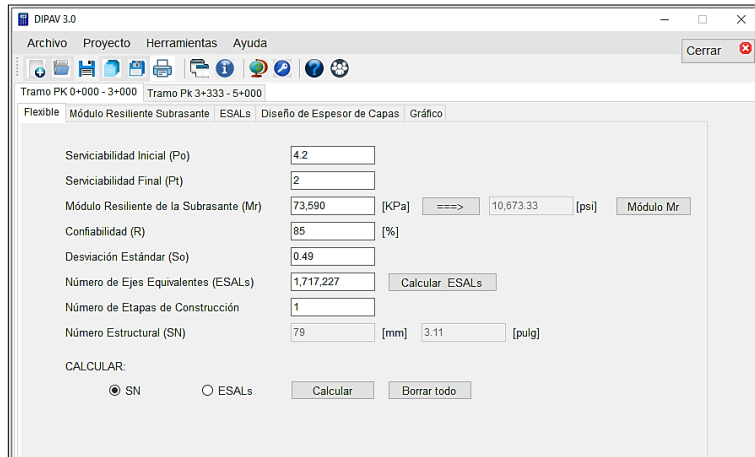 DIPAV 3.0
Archivo Proyecto Herramientas Ayuda
Cerrar
Tramo PK 0+000 - 3+000 Tramo Pk 3+333 - 5+000
Flexible Módulo Resiliente Subrasante ESALs Diseño de Espesor de Capas Gráfico
Serviciabilidad Inicial (Po) 4.2
Serviciabilidad Final (Pt) 2
Módulo Resiliente de la Subrasante (Mr) 73,590 [KPa] ===> 10,673.33 [psi] Módulo Mr
Confiabilidad (R) 85 [%]
Desviación Estándar (So) 0.49
Número de Ejes Equivalentes (ESALs) 1,717,227 Calcular ESALs
Número de Etapas de Construcción 1
Número Estructural (SN) 79 [mm] 3.11 [pulg]
CALCULAR:
SN ESALs Calcular Borrar todo